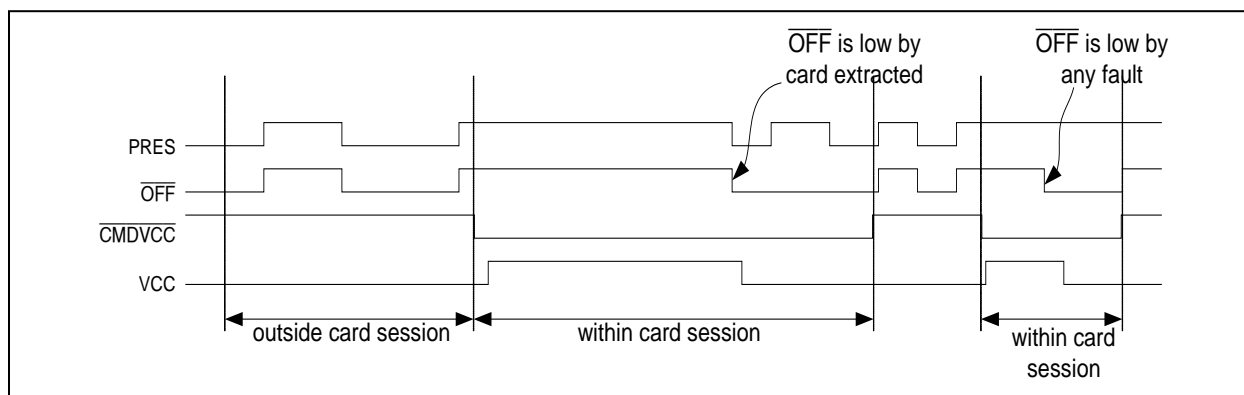 OFF is low by
card extracted
OFF is low by
any fault
PRES
OFF
CMDVCC
VCC
outside card session
within card session
within card
session